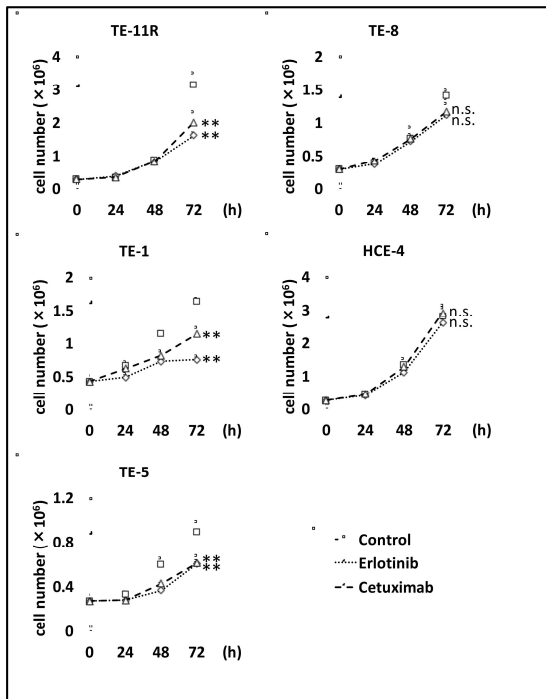 TE-11R
cell number (×10⁶)
4
3
2
1
0
**
**
0 24 48 72 (h)
TE-8
cell number (×10⁶)
2
1.5
1
0.5
0
n.s.
n.s.
0 24 48 72 (h)
TE-1
cell number (×10⁶)
2
1.5
1
0.5
0
**
**
0 24 48 72 (h)
HCE-4
cell number (×10⁶)
4
3
2
1
0
n.s.
n.s.
0 24 48 72 (h)
TE-5
cell number (×10⁶)
1.2
0.8
0.4
0
**
**
0 24 48 72 (h)
Control
Erlotinib
Cetuximab